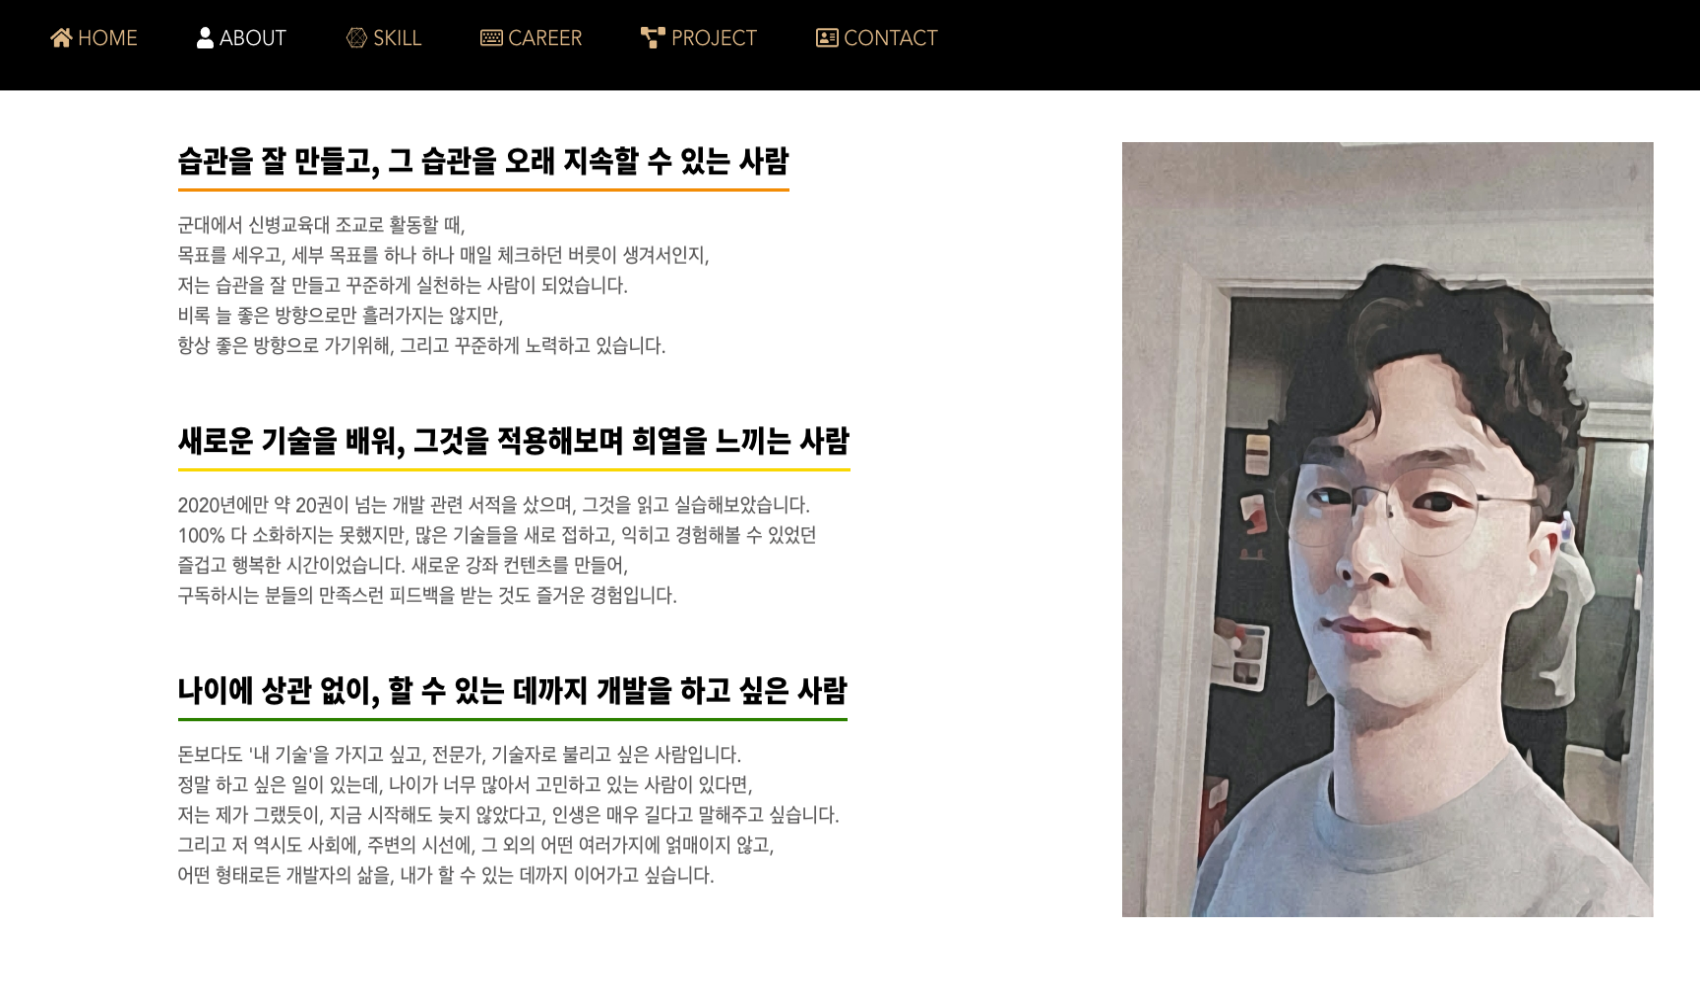 HOME ABOUT SKILL CAREER PROJECT CONTACT
습관을 잘 만들고, 그 습관을 오래 지속할 수 있는 사람
군대에서 신병교육대 조교로 활동할 때,
목표를 세우고, 세부 목표를 하나 하나 매일 체크하던 버릇이 생겨서인지,
저는 습관을 잘 만들고 꾸준하게 실천하는 사람이 되었습니다.
비록 늘 좋은 방향으로만 흘러가지는 않지만,
항상 좋은 방향으로 가기위해, 그리고 꾸준하게 노력하고 있습니다.
새로운 기술을 배워, 그것을 적용해보며 희열을 느끼는 사람
2020년에만 약 20권이 넘는 개발 관련 서적을 샀으며, 그것을 읽고 실습해보았습니다.
100% 다 소화하지는 못했지만, 많은 기술들을 새로 접하고, 익히고 경험해볼 수 있었던
즐겁고 행복한 시간이었습니다. 새로운 강좌 컨텐츠를 만들어,
구독하시는 분들의 만족스런 피드백을 받는 것도 즐거운 경험입니다.
나이에 상관 없이, 할 수 있는 데까지 개발을 하고 싶은 사람
돈보다도 '내 기술'을 가지고 싶고, 전문가, 기술자로 불리고 싶은 사람입니다.
정말 하고 싶은 일이 있는데, 나이가 너무 많아서 고민하고 있는 사람이 있다면,
저는 제가 그랬듯이, 지금 시작해도 늦지 않았다고, 인생은 매우 길다고 말해주고 싶습니다.
그리고 저 역시도 사회에, 주변의 시선에, 그 외의 어떤 여러가지에 얽매이지 않고,
어떤 형태로든 개발자의 삶을, 내가 할 수 있는 데까지 이어가고 싶습니다.